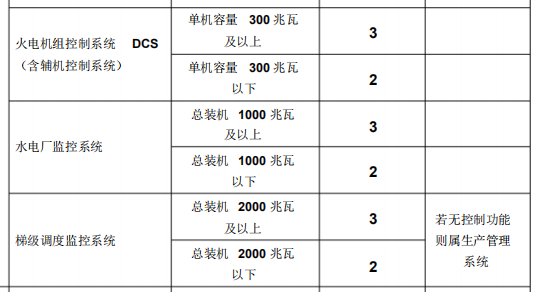 火电机组控制系统 DCS
（含辅机控制系统）
单机容量 300 兆瓦
及以上
3
单机容量 300 兆瓦
以下
2
水电厂监控系统
总装机 1000 兆瓦
及以上
3
总装机 1000 兆瓦
以下
2
梯级调度监控系统
总装机 2000 兆瓦
及以上
3
若无控制功能
则属生产管理
系统
总装机 2000 兆瓦
以下
2